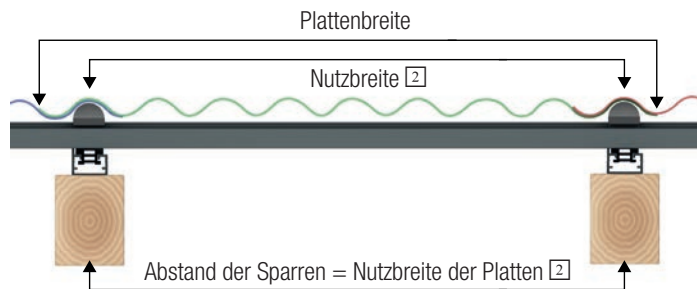 Plattenbreite
Nutzbreite 2
Abstand der Sparren = Nutzbreite der Platten 2